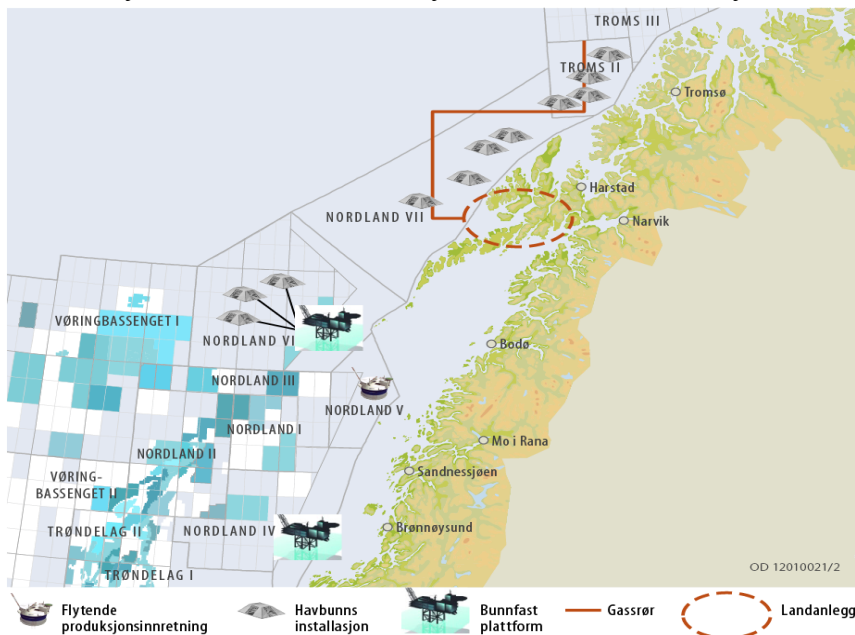 TROMS III
TROMS II
Tromsø
Harstad
NORDLAND VII
Narvik
VØRINGBASSENGET I
NORDLAND VI
Bodø
NORDLAND III
NORDLAND V
NORDLAND I
Mo i Rana
NORDLAND II
Sandnessjøen
VØRING-
BASSENGET II
TRØNDELAG II
NORDLAND IV
Brønnøysund
OD 12010021/2
TRØNDELAG I
Flytende
produksjonsinnretning
Havbunns
installasjon
Bunnfast
plattform
Gassrør
Landanlegg